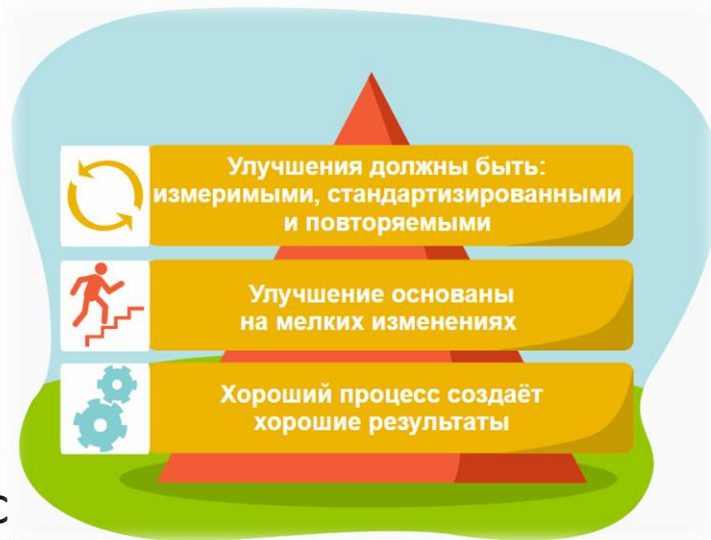 Улучшения должны быть:
измеримыми, стандартизированными
и повторяемыми
Улучшение основаны
на мелких изменениях
Хороший процесс создаёт
хорошие результаты
с